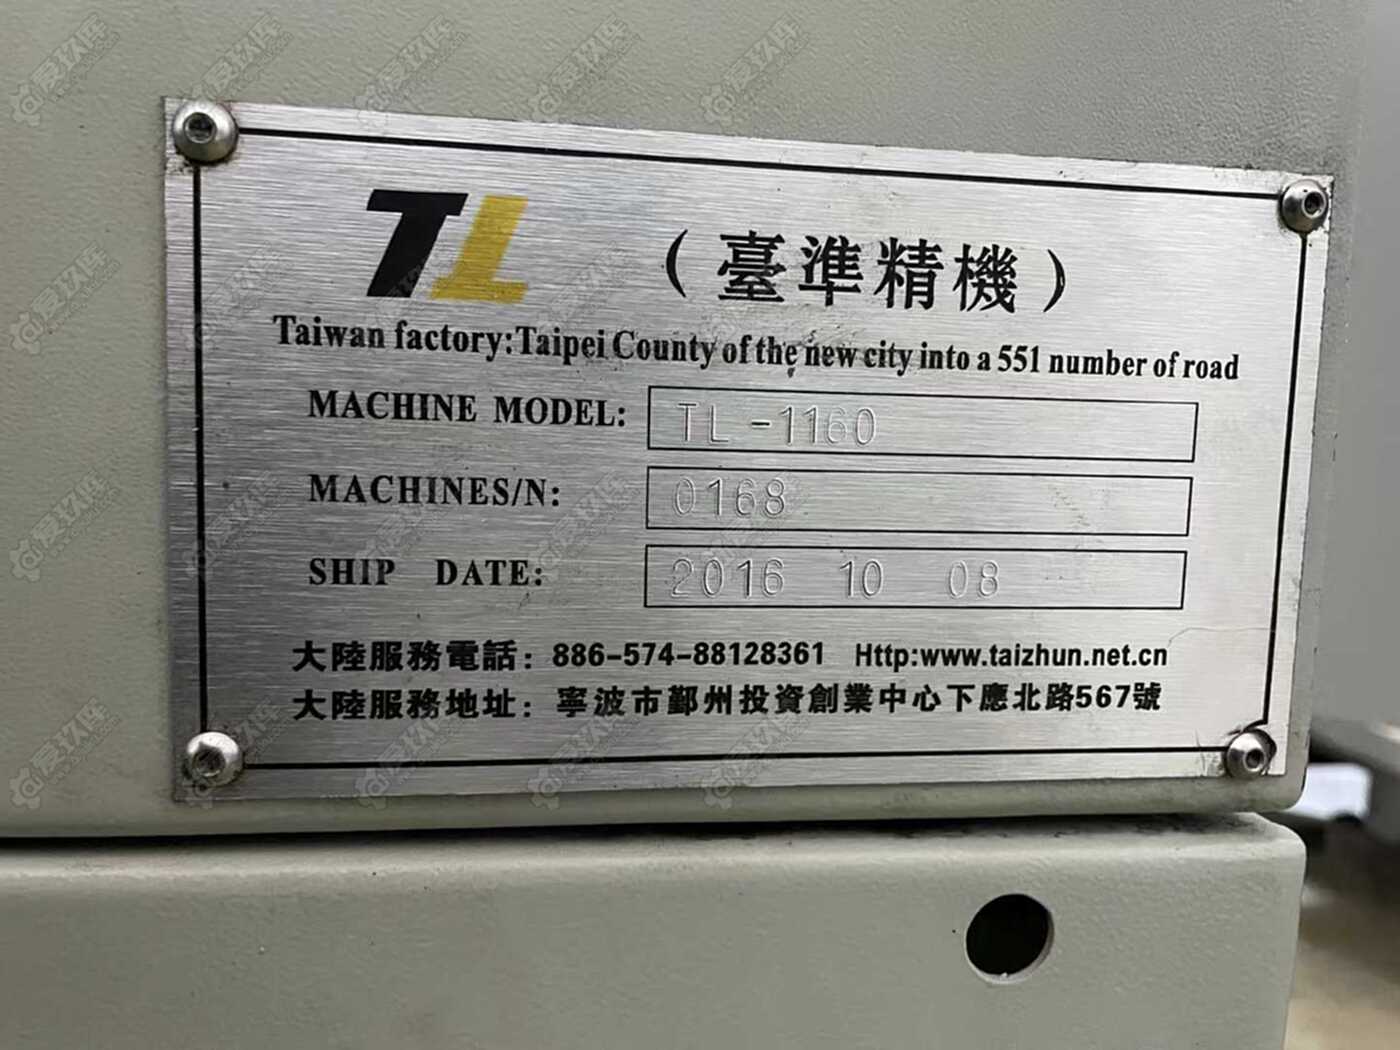 TL （臺準精機）
Taiwan factory:Taipei County of the new city into a 551 number of road
MACHINE MODEL: TL-1160
MACHINES/N: 0168
SHIP DATE: 2016 10 08
大陸服務電話: 886-574-88128361 Http:www.taizhun.net.cn
大陸服務地址: 寧波市鄞州投資創業中心下應北路567號